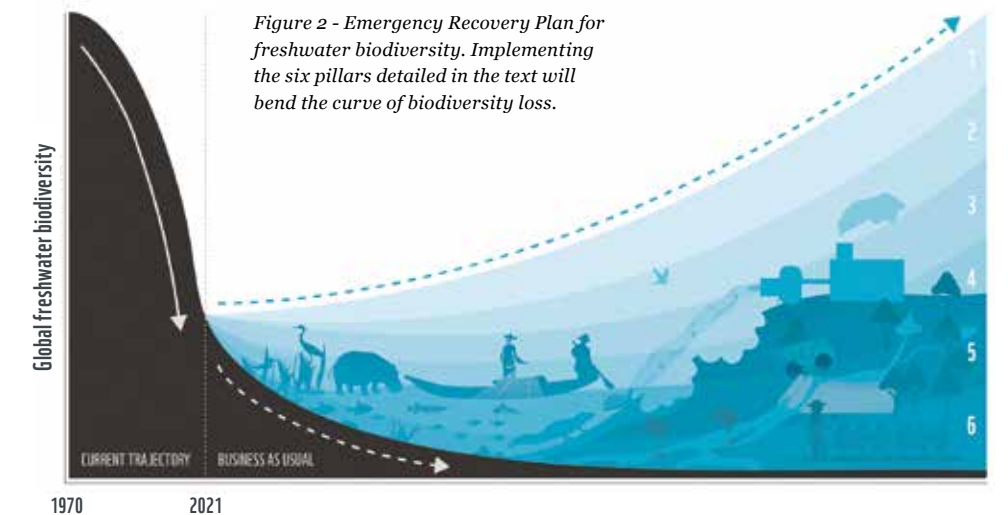 Figure 2 - Emergency Recovery Plan for
freshwater biodiversity. Implementing
the six pillars detailed in the text will
bend the curve of biodiversity loss.
Global freshwater biodiversity
1
2
3
4
5
6
CURRENT TRAJECTORY
BUSINESS AS USUAL
1970
2021